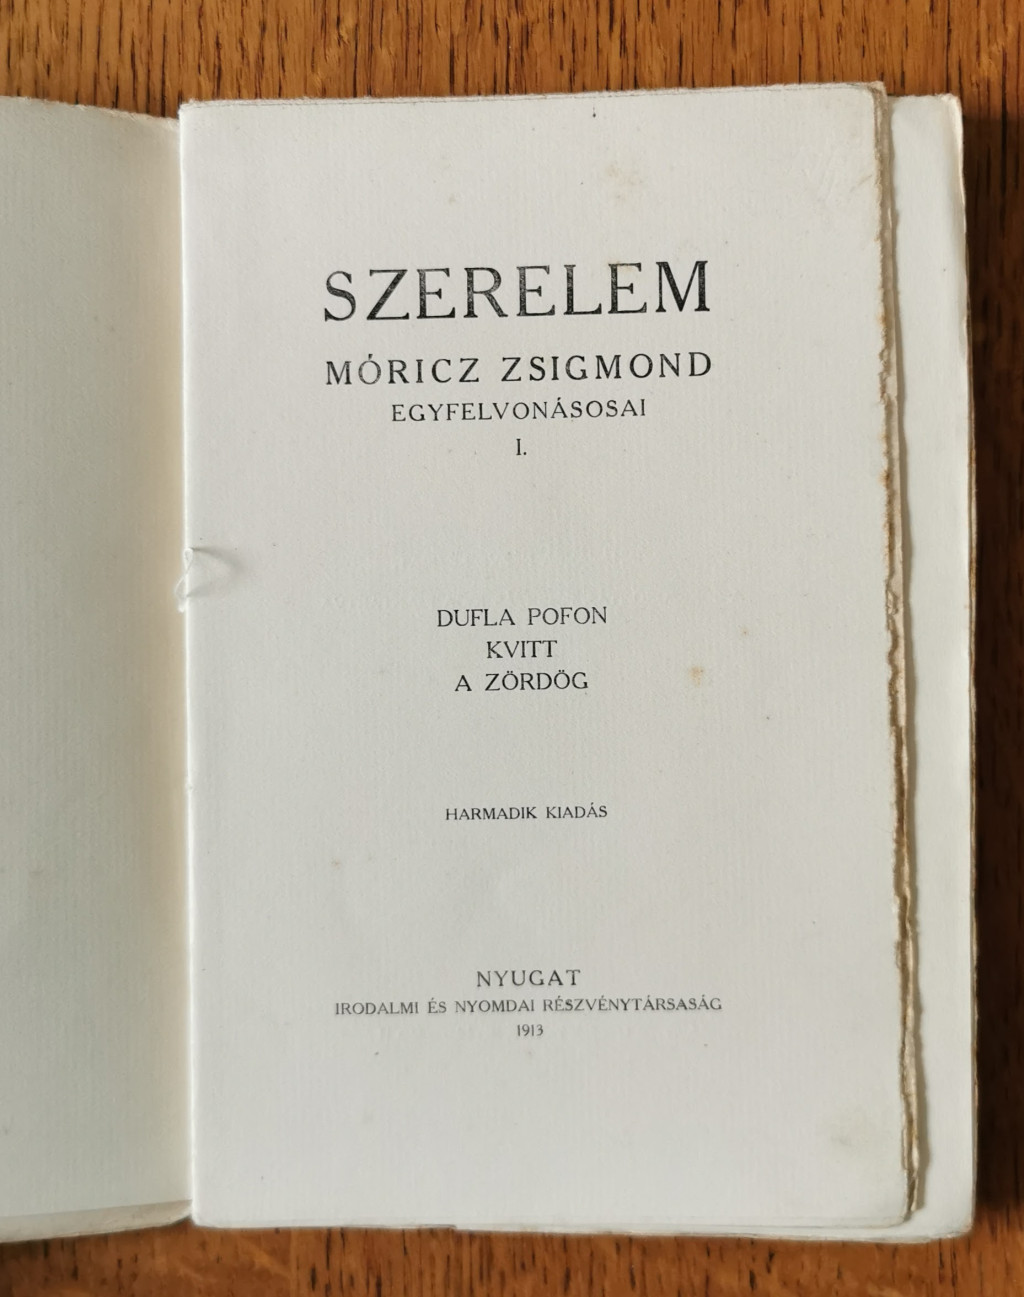 SZERELEM
MÓRICZ ZSIGMOND
EGYFELVONÁSOSAI
I.
DUFLA POFON
KVITT
A ZÖRDÖG
HARMADIK KIADÁS
NYUGAT
IRODALMI ÉS NYOMDAI RÉSZVÉNYTÁRSASÁG
1913